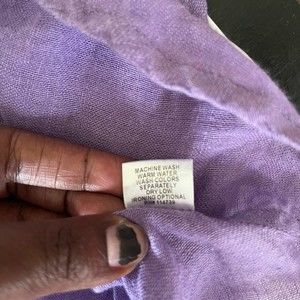 MACHINE WASH
WARM WATER
WASH COLORS
SEPARATELY
DRY LOW
IRONING OPTIONAL